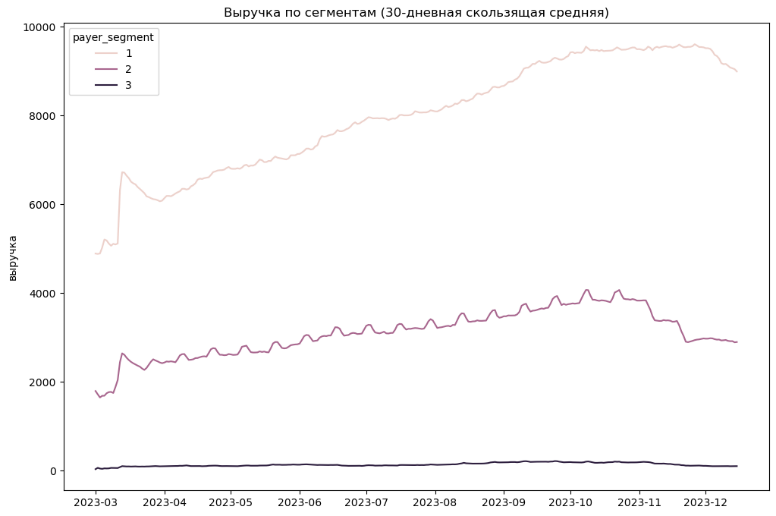 Выручка по сегментам (30-дневная скользящая средняя)
payer_segment
1
2
3
10000
8000
6000
4000
2000
0
выручка
2023-03 2023-04 2023-05 2023-06 2023-07 2023-08 2023-09 2023-10 2023-11 2023-12